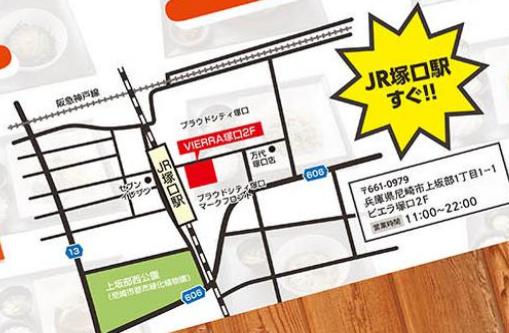 阪急神戸線
プラウドシティ塚口
VIERRA塚口2F
万代
塚口店
セブン
イレブン
JR塚口駅
プラウドシティ塚口
マークフロント
606
13
上坂部西公園
(尼崎市都市緑化植物園)
606
JR塚口駅
すぐ!!
〒661-0979
兵庫県尼崎市上坂部1丁目1-1
ビエラ塚口2F
営業時間 11:00~22:00